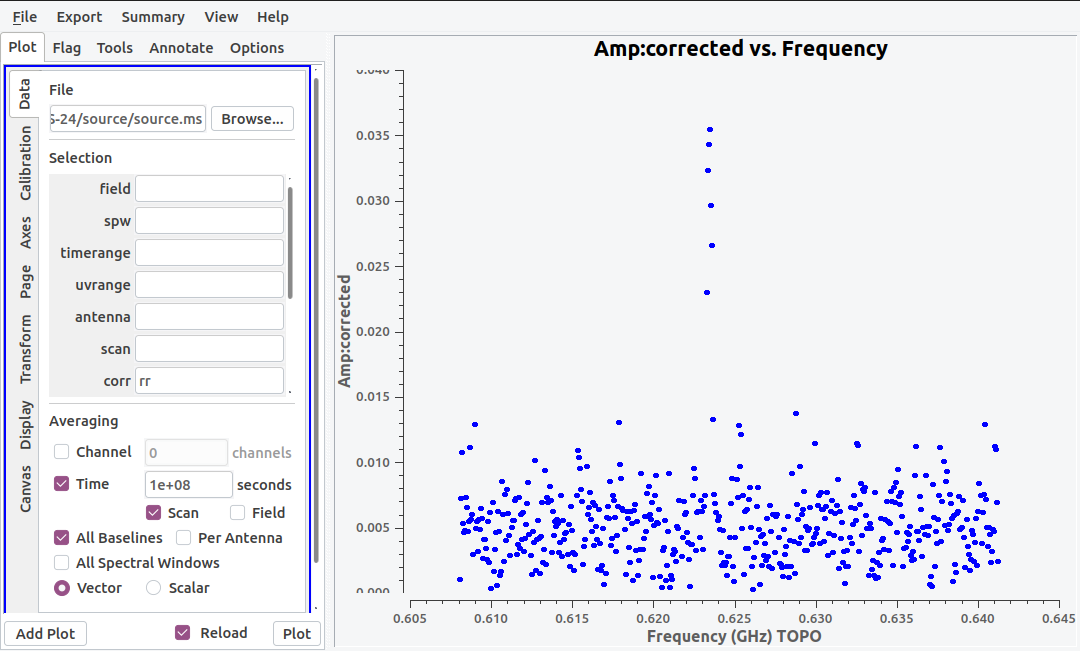 File Export Summary View Help
Plot Flag Tools Annotate Options
Data
Calibration
Axes
Page
Transform
Display
Canvas
File
S-24/source/source.ms Browse...
Selection
field
spw
timerange
uvrange
antenna
scan
corr rr
Averaging
Channel 0 channels
Time 1e+08 seconds
Scan Field
All Baselines Per Antenna
All Spectral Windows
Vector Scalar
Add Plot Reload Plot
Amp:corrected vs. Frequency
Amp:corrected
0.040
0.035
0.030
0.025
0.020
0.015
0.010
0.005
0.000
0.605 0.610 0.615 0.620 0.625 0.630 0.635 0.640 0.645
Frequency (GHz) TOPO